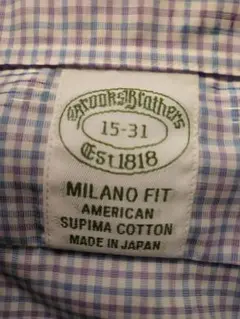 Brooks Brothers
15-31
Est 1818
MILANO FIT
AMERICAN
SUPIMA COTTON
MADE IN JAPAN